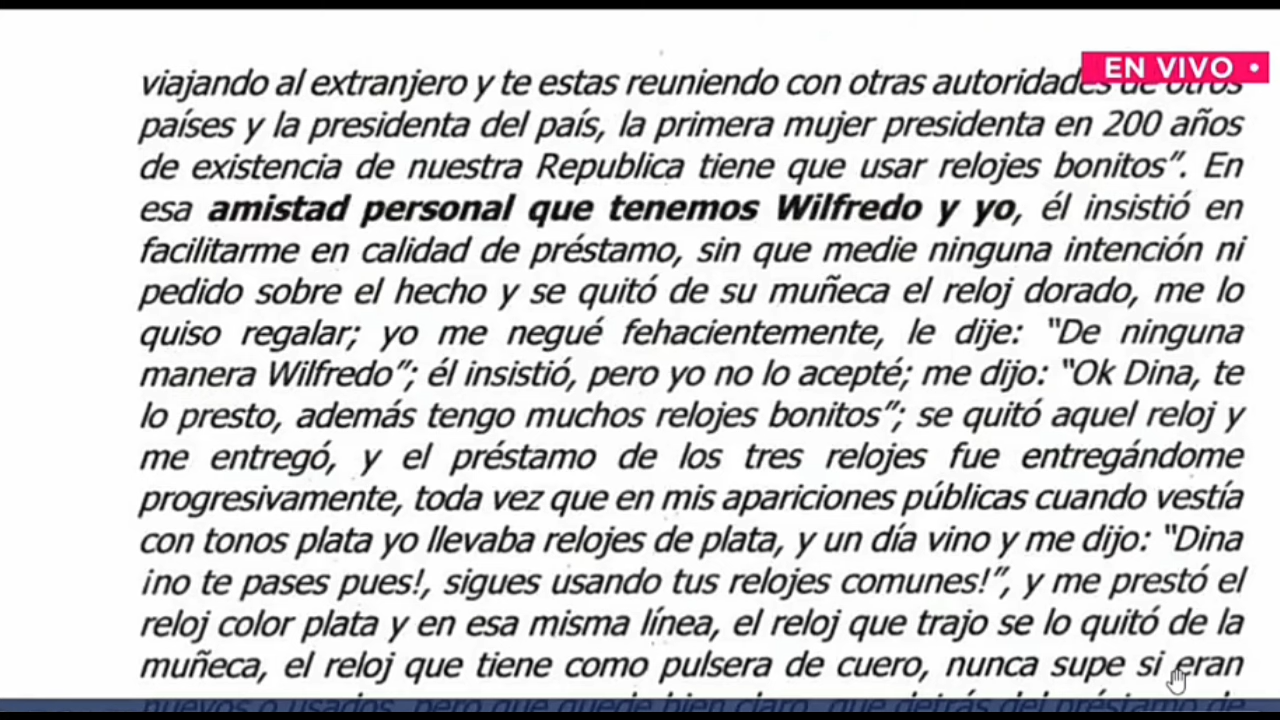 EN VIVO
viajando al extranjero y te estas reuniendo con otras autoridades de otros
países y la presidenta del país, la primera mujer presidenta en 200 años
de existencia de nuestra Republica tiene que usar relojes bonitos”. En
esa amistad personal que tenemos Wilfredo y yo, él insistió en
facilitarme en calidad de préstamo, sin que medie ninguna intención ni
pedido sobre el hecho y se quitó de su muñeca el reloj dorado, me lo
quiso regalar; yo me negué fehacientemente, le dije: “De ninguna
manera Wilfredo”; él insistió, pero yo no lo acepté; me dijo: “Ok Dina, te
lo presto, además tengo muchos relojes bonitos”; se quitó aquel reloj y
me entregó, y el préstamo de los tres relojes fue entregándome
progresivamente, toda vez que en mis apariciones públicas cuando vestía
con tonos plata yo llevaba relojes de plata, y un día vino y me dijo: “Dina
¡no te pases pues!, sigues usando tus relojes comunes!”, y me prestó el
reloj color plata y en esa misma línea, el reloj que trajo se lo quitó de la
muñeca, el reloj que tiene como pulsera de cuero, nunca supe si eran